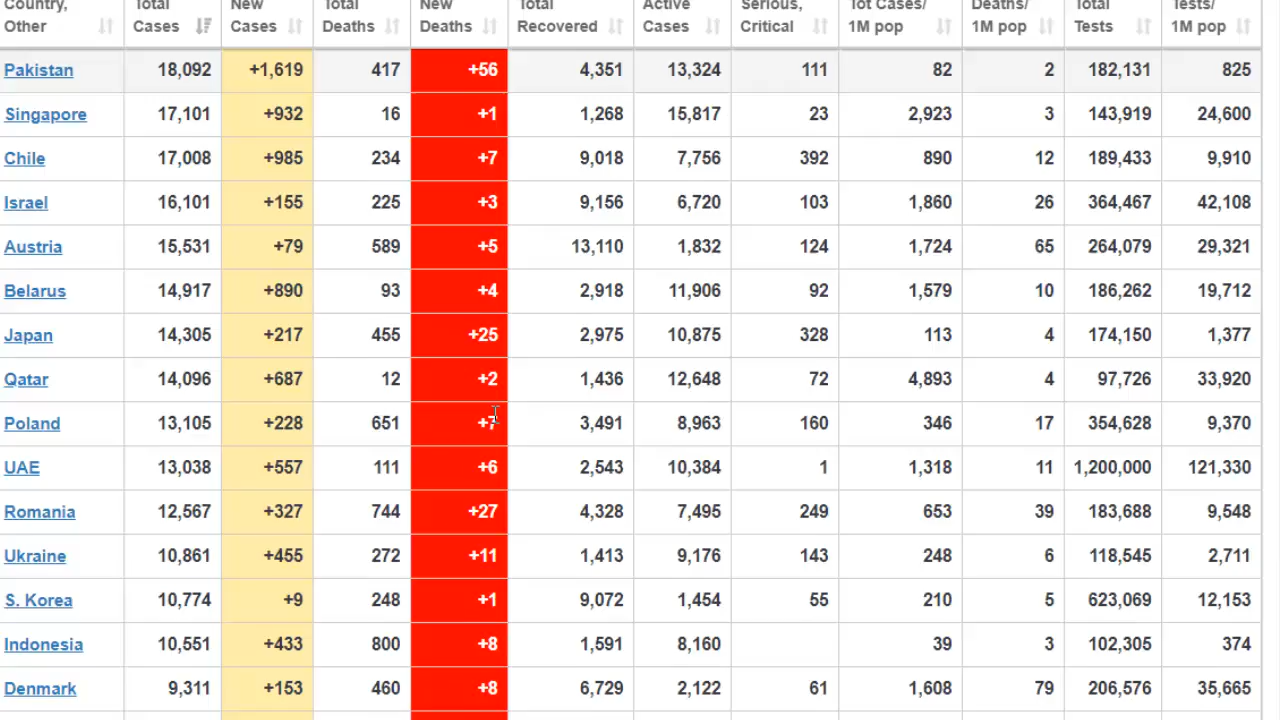 Country, Total New Total New Total Active Serious, Tot Cases/ Deaths/ Total Tests/
Other Cases Cases Deaths Deaths Recovered Cases Critical 1M pop 1M pop Tests 1M pop
Pakistan 18,092 +1,619 417 +56 4,351 13,324 111 82 2 182,131 825
Singapore 17,101 +932 16 +1 1,268 15,817 23 2,923 3 143,919 24,600
Chile 17,008 +985 234 +7 9,018 7,756 392 890 12 189,433 9,910
Israel 16,101 +155 225 +3 9,156 6,720 103 1,860 26 364,467 42,108
Austria 15,531 +79 589 +5 13,110 1,832 124 1,724 65 264,079 29,321
Belarus 14,917 +890 93 +4 2,918 11,906 92 1,579 10 186,262 19,712
Japan 14,305 +217 455 +25 2,975 10,875 328 113 4 174,150 1,377
Qatar 14,096 +687 12 +2 1,436 12,648 72 4,893 4 97,726 33,920
Poland 13,105 +228 651 +7 3,491 8,963 160 346 17 354,628 9,370
UAE 13,038 +557 111 +6 2,543 10,384 1 1,318 11 1,200,000 121,330
Romania 12,567 +327 744 +27 4,328 7,495 249 653 39 183,688 9,548
Ukraine 10,861 +455 272 +11 1,413 9,176 143 248 6 118,545 2,711
S. Korea 10,774 +9 248 +1 9,072 1,454 55 210 5 623,069 12,153
Indonesia 10,551 +433 800 +8 1,591 8,160 39 3 102,305 374
Denmark 9,311 +153 460 +8 6,729 2,122 61 1,608 79 206,576 35,665